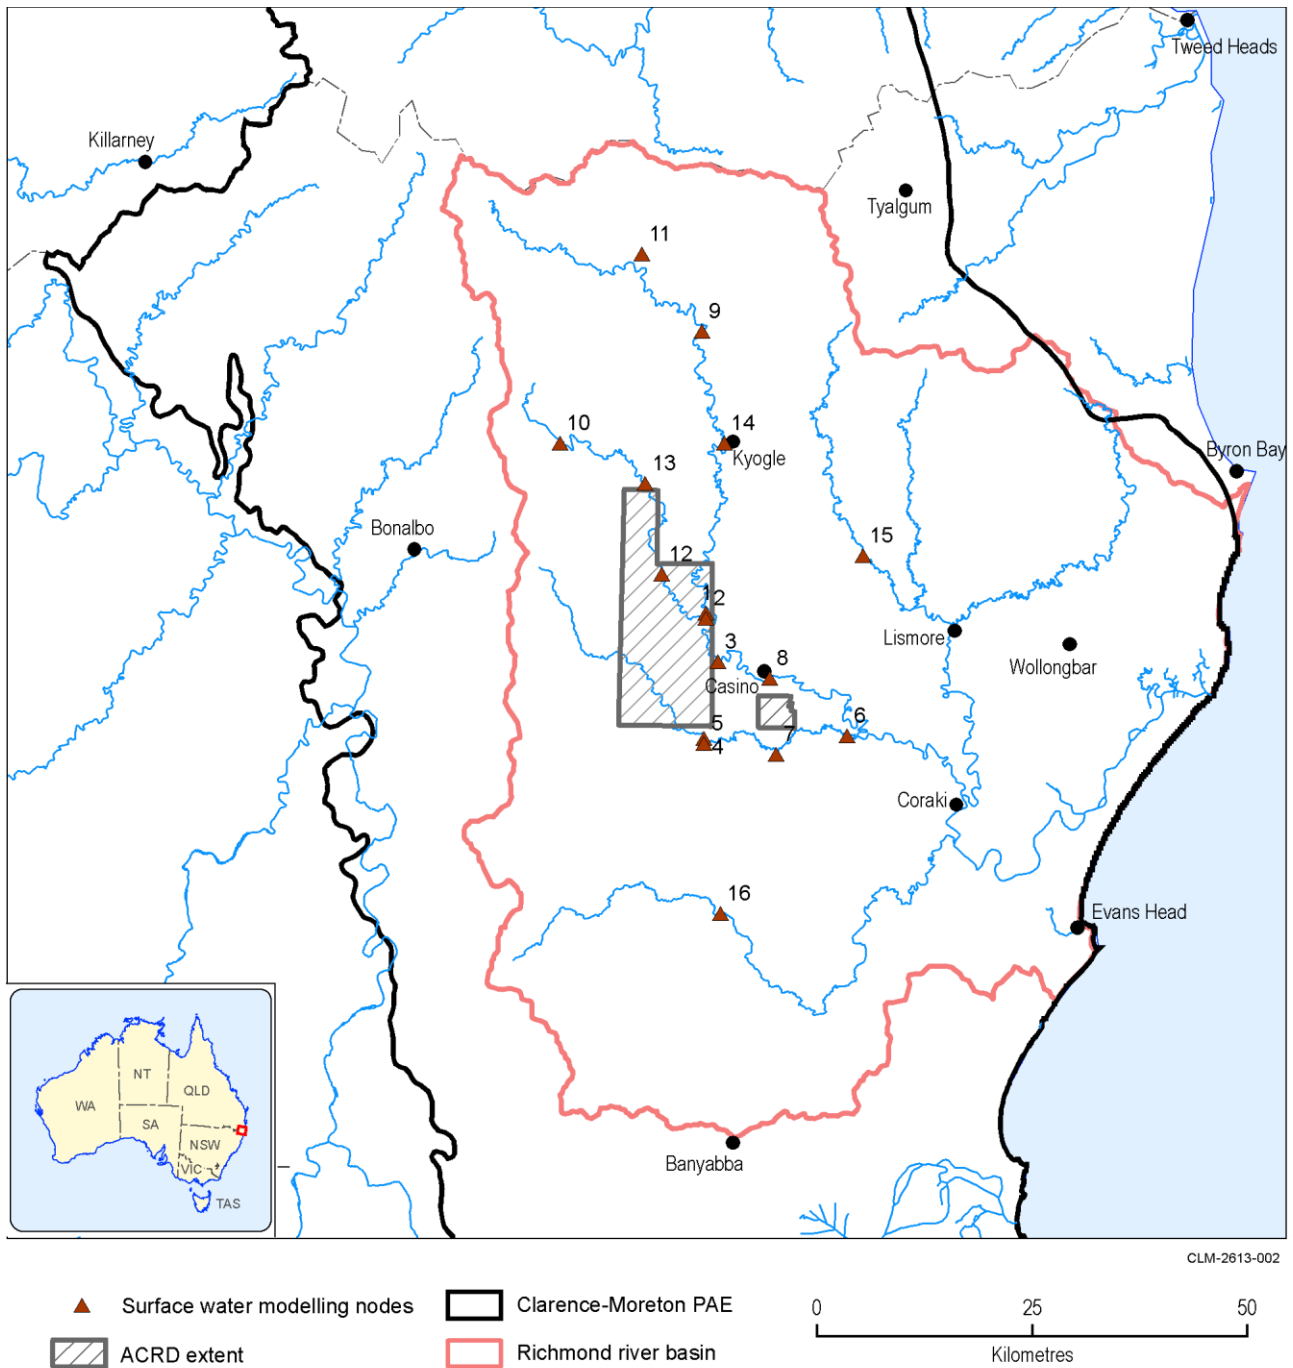 Tweed Heads
Killarney
Tyalgum
11
9
10
14
Kyogle
13
Byron Bay
Bonalbo
15
12
12
Lismore
Wollongbar
3
8
Casino
5
4
7
6
Coraki
16
Evans Head
Banyabba
NT
QLD
WA
SA
NSW
VIC
TAS
CLM-2613-002
Surface water modelling nodes
Clarence-Moreton PAE
0 25 50
ACRD extent
Richmond river basin
Kilometres